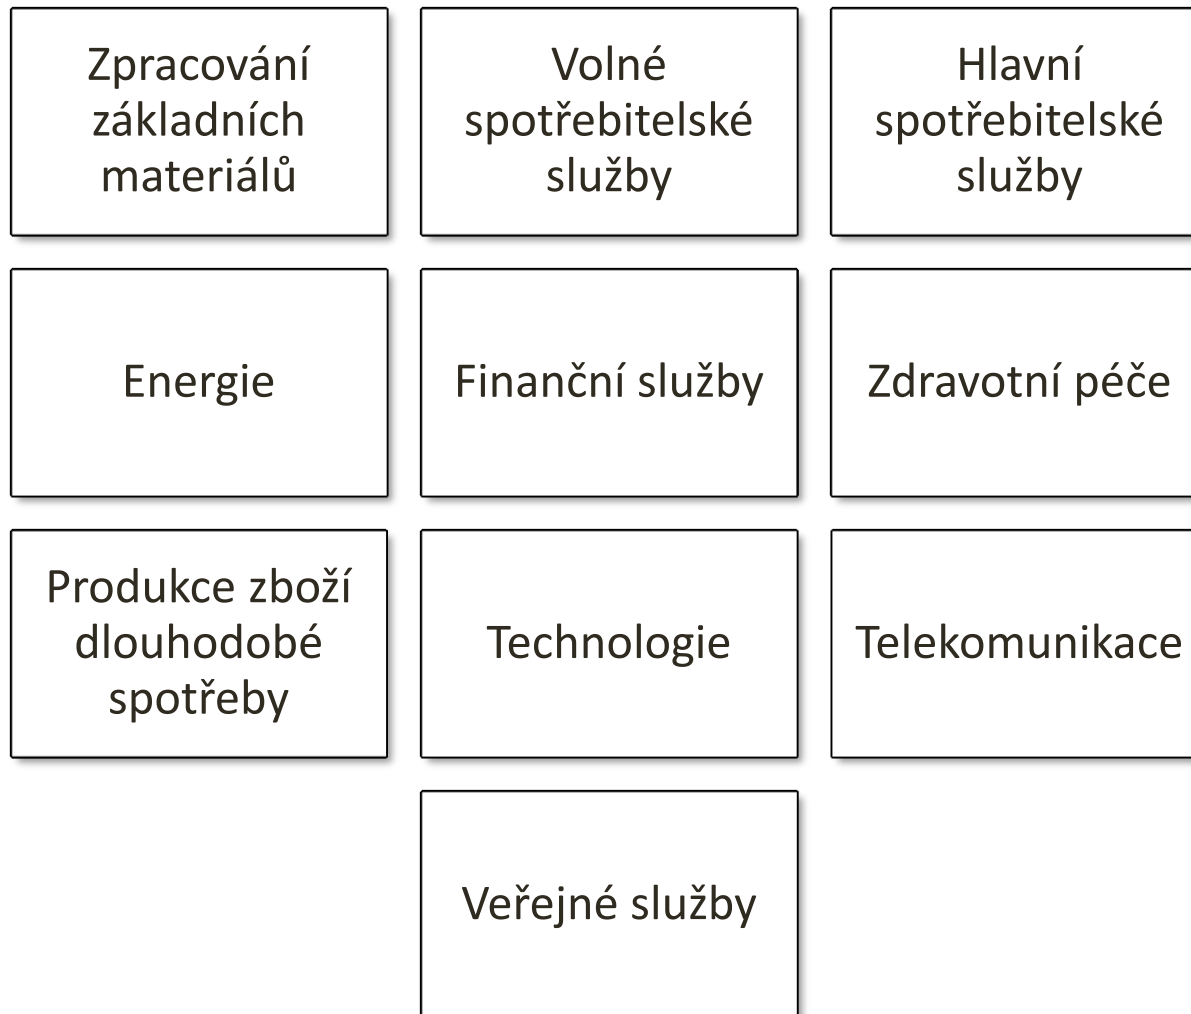 Zpracování
základních
materiálů
Volné
spotřebitelské
služby
Hlavní
spotřebitelské
služby
Energie
Finanční služby
Zdravotní péče
Produkce zboží
dlouhodobé
spotřeby
Technologie
Telekomunikace
Veřejné služby